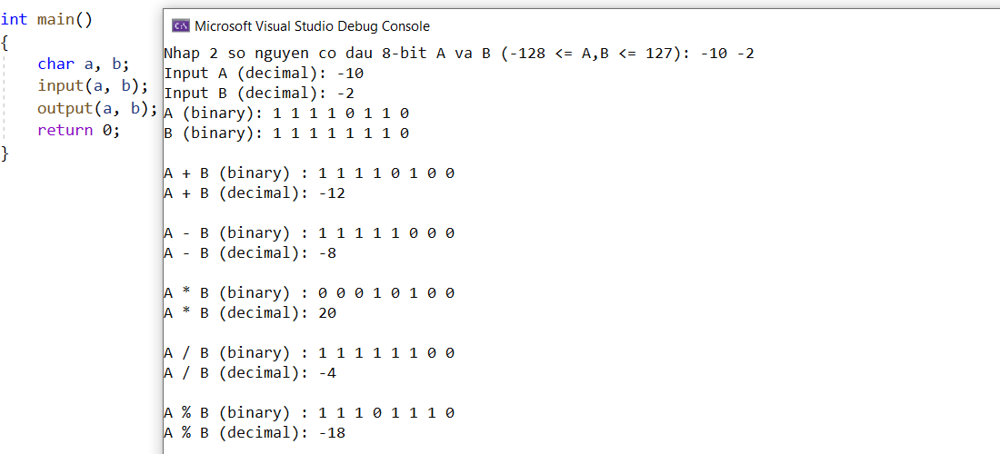 int main()
{
char a, b;
input(a, b);
output(a, b);
return 0;
}
C:\ Microsoft Visual Studio Debug Console
Nhap 2 so nguyen co dau 8-bit A va B (-128 <= A,B <= 127): -10 -2
Input A (decimal): -10
Input B (decimal): -2
A (binary): 1 1 1 1 0 1 1 0
B (binary): 1 1 1 1 1 1 1 0
A + B (binary) : 1 1 1 1 0 1 0 0
A + B (decimal): -12
A - B (binary) : 1 1 1 1 1 0 0 0
A - B (decimal): -8
A * B (binary) : 0 0 0 1 0 1 0 0
A * B (decimal): 20
A / B (binary) : 1 1 1 1 1 1 0 0
A / B (decimal): -4
A % B (binary) : 1 1 1 0 1 1 1 0
A % B (decimal): -18